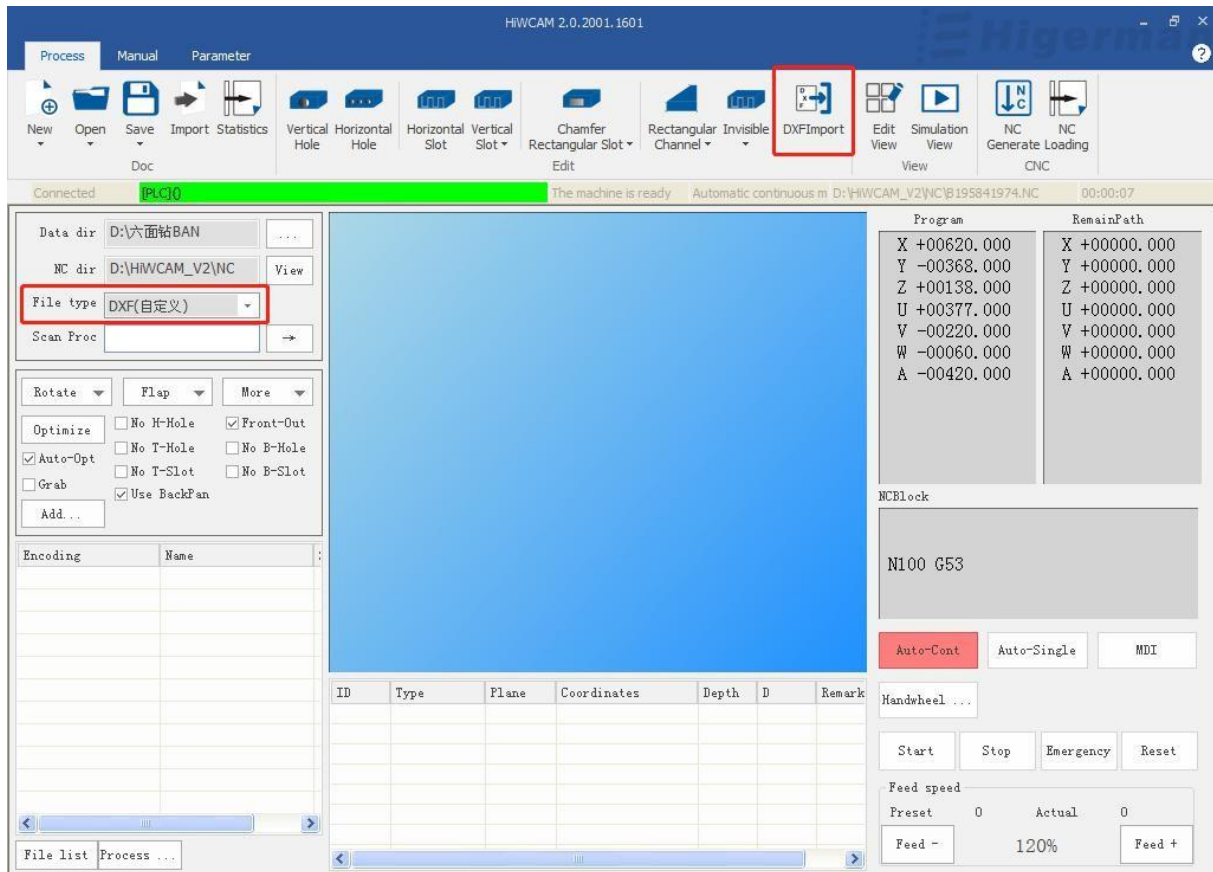 HiWCAM 2.0.2001.1601
Higerman
Process Manual Parameter
New Open Save Import Statistics
Vertical Hole Horizontal Hole Horizontal Slot Vertical Slot Chamfer Rectangular Slot Rectangular Channel Invisible DXFImport
Edit View Simulation View NC Generate NC Loading
Doc Edit View CNC
Connected [PLC]() The machine is ready Automatic continuous m D:\HiWCAM_V2\NC\B195841974.NC 00:00:07
Data dir D:\六面钻BAN ...
NC dir D:\HiWCAM_V2\NC View
File type DXF(自定义)
Scan Proc →
Rotate Flap More
Optimize No H-Hole Front-Out
Auto-Opt No T-Hole No B-Hole
Grab No T-Slot No B-Slot
Add... Use BackPan
Encoding Name
File list Process ...
ID Type Plane Coordinates Depth D Remark
Program RemainPath
X +00620.000 X +00000.000
Y -00368.000 Y +00000.000
Z +00138.000 Z +00000.000
U +00377.000 U +00000.000
V -00220.000 V +00000.000
W -00060.000 W +00000.000
A -00420.000 A +00000.000
NCBlock
N100 G53
Auto-Cont Auto-Single MDI
Handwheel ...
Start Stop Emergency Reset
Feed speed
Preset 0 Actual 0
Feed - 120% Feed +